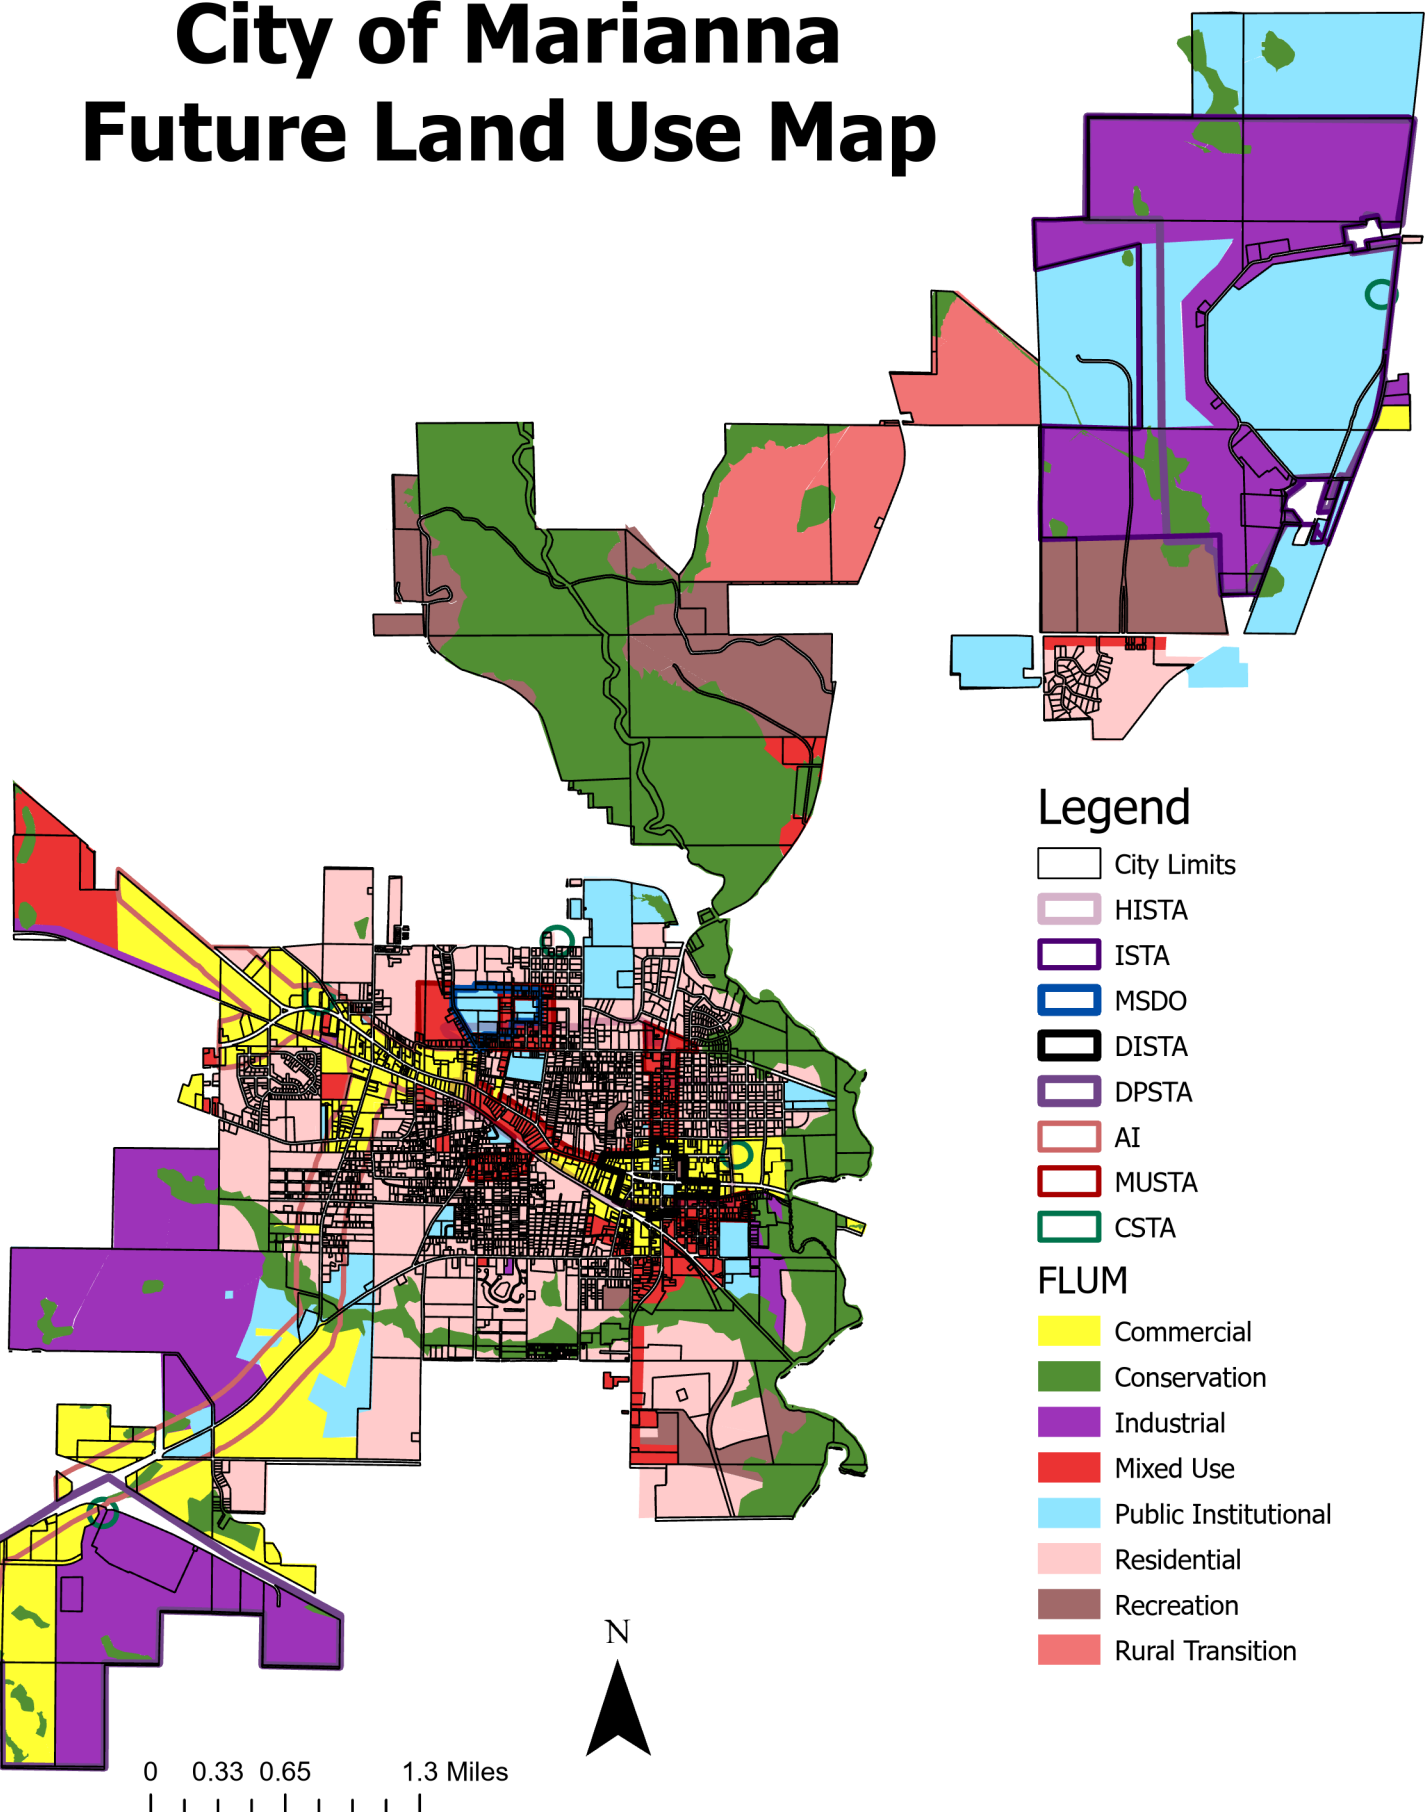 City of Marianna
Future Land Use Map
Legend
City Limits
HISTA
ISTA
MSDO
DISTA
DPSTA
AI
MUSTA
CSTA
FLUM
Commercial
Conservation
Industrial
Mixed Use
Public Institutional
Residential
Recreation
Rural Transition
N
0 0.33 0.65 1.3 Miles